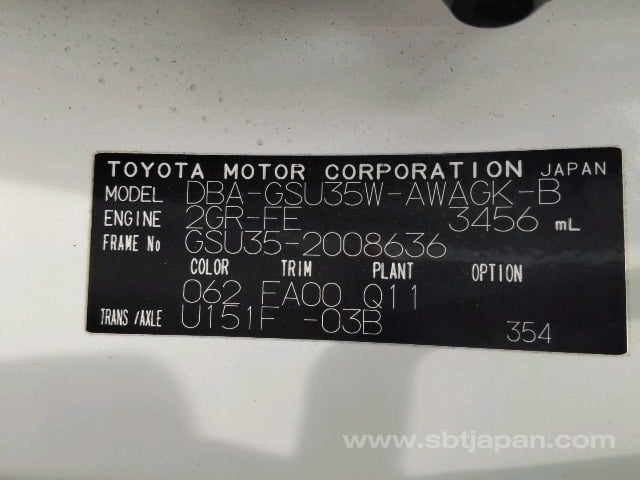 TOYOTA MOTOR CORPORATION JAPAN
MODEL DBA-GSU35W-AWAGK-B
ENGINE 2GR-FE 3456 mL
FRAME No GSU35-2008636
COLOR TRIM PLANT OPTION
062 FA00 Q11
TRANS/AXLE U151F -03B 354
www.sbtjapan.com